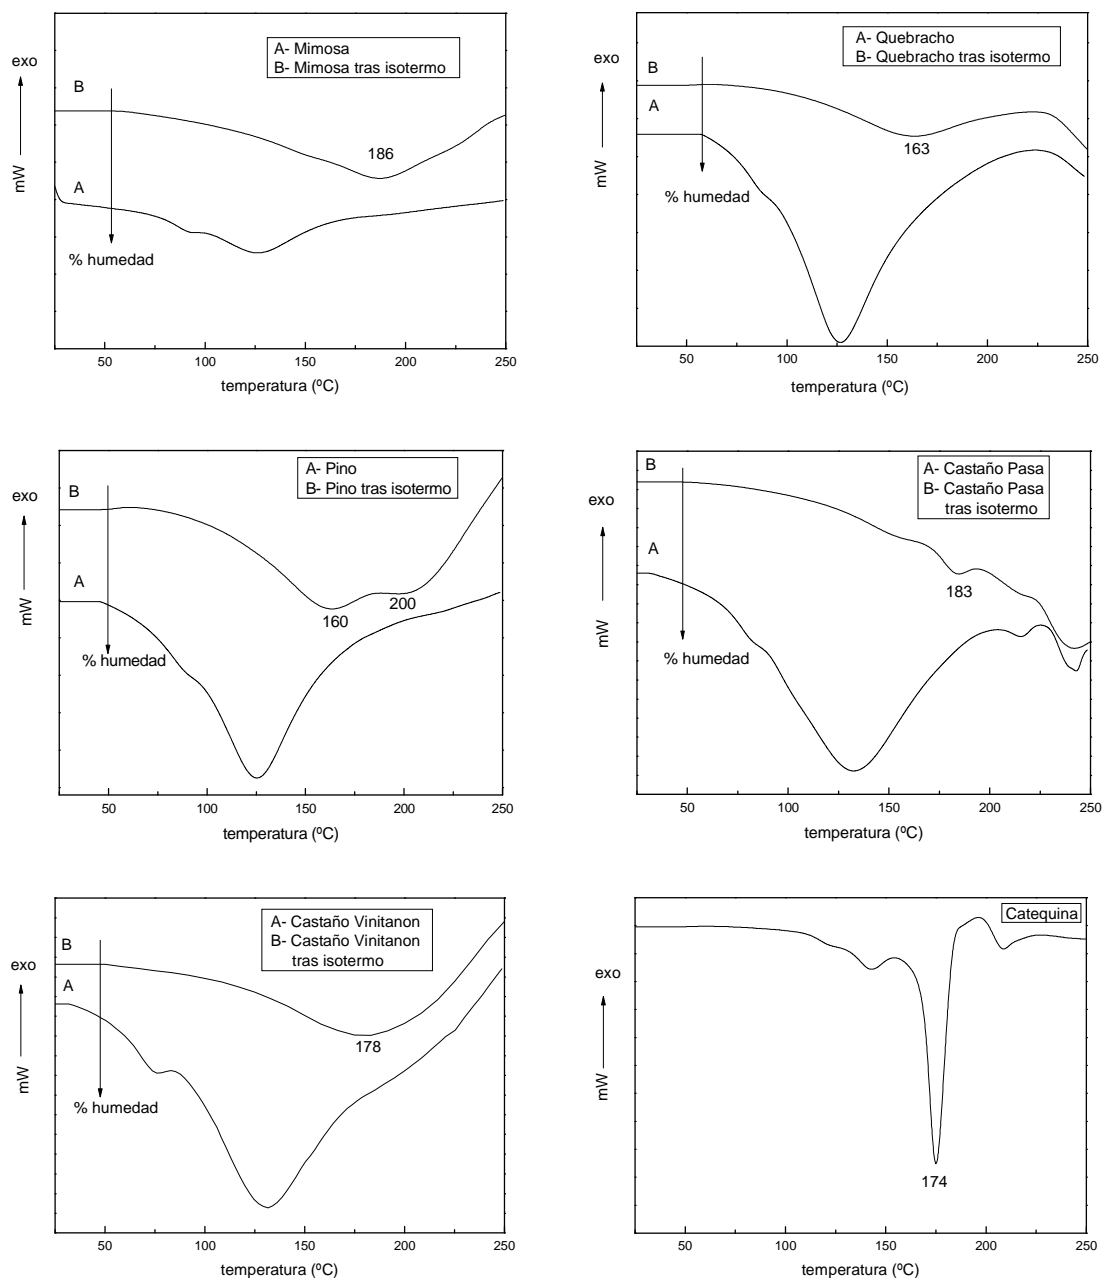 A- Mimosa
B- Mimosa tras isotermo
exo
mW
B
186
A
% humedad
50
100
150
200
250
temperatura (ºC)
A- Quebracho
B- Quebracho tras isotermo
exo
mW
B
A
163
% humedad
50
100
150
200
250
temperatura (ºC)
A- Pino
B- Pino tras isotermo
exo
mW
B
A
160
200
% humedad
50
100
150
200
250
temperatura (ºC)
A- Castaño Pasa
B- Castaño Pasa
tras isotermo
exo
mW
B
A
183
% humedad
50
100
150
200
250
temperatura (ºC)
A- Castaño Vinitanon
B- Castaño Vinitanon
tras isotermo
exo
mW
B
A
178
% humedad
50
100
150
200
250
temperatura (ºC)
Catequina
exo
mW
174
50
100
150
200
250
temperatura (ºC)